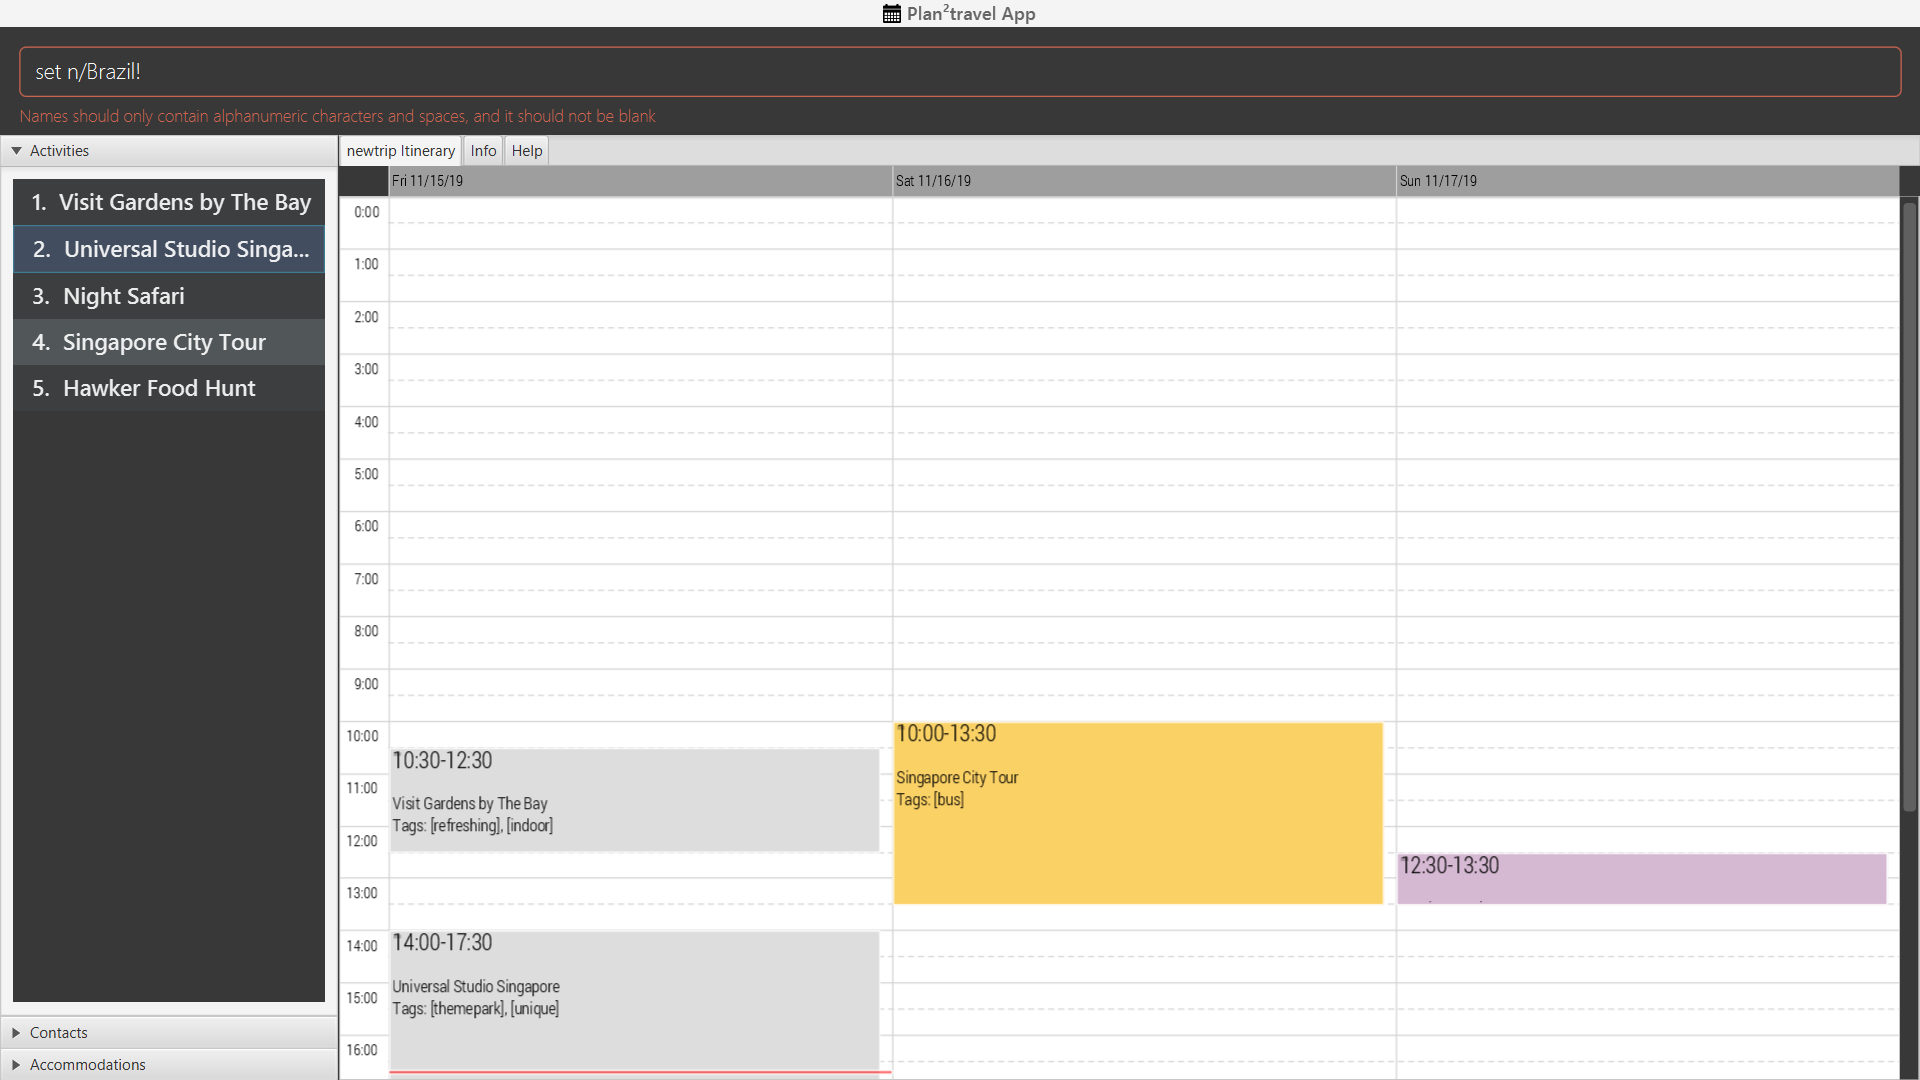 Plan²travel App
set n/Brazil!
Names should only contain alphanumeric characters and spaces, and it should not be blank
Activities
1. Visit Gardens by The Bay
2. Universal Studio Singa...
3. Night Safari
4. Singapore City Tour
5. Hawker Food Hunt
Contacts
Accommodations
newtrip Itinerary Info Help
Fri 11/15/19 Sat 11/16/19 Sun 11/17/19
0:00
1:00
2:00
3:00
4:00
5:00
6:00
7:00
8:00
9:00
10:00
11:00
12:00
13:00
14:00
15:00
16:00
10:30-12:30
Visit Gardens by The Bay
Tags: [refreshing], [indoor]
14:00-17:30
Universal Studio Singapore
Tags: [themepark], [unique]
10:00-13:30
Singapore City Tour
Tags: [bus]
12:30-13:30